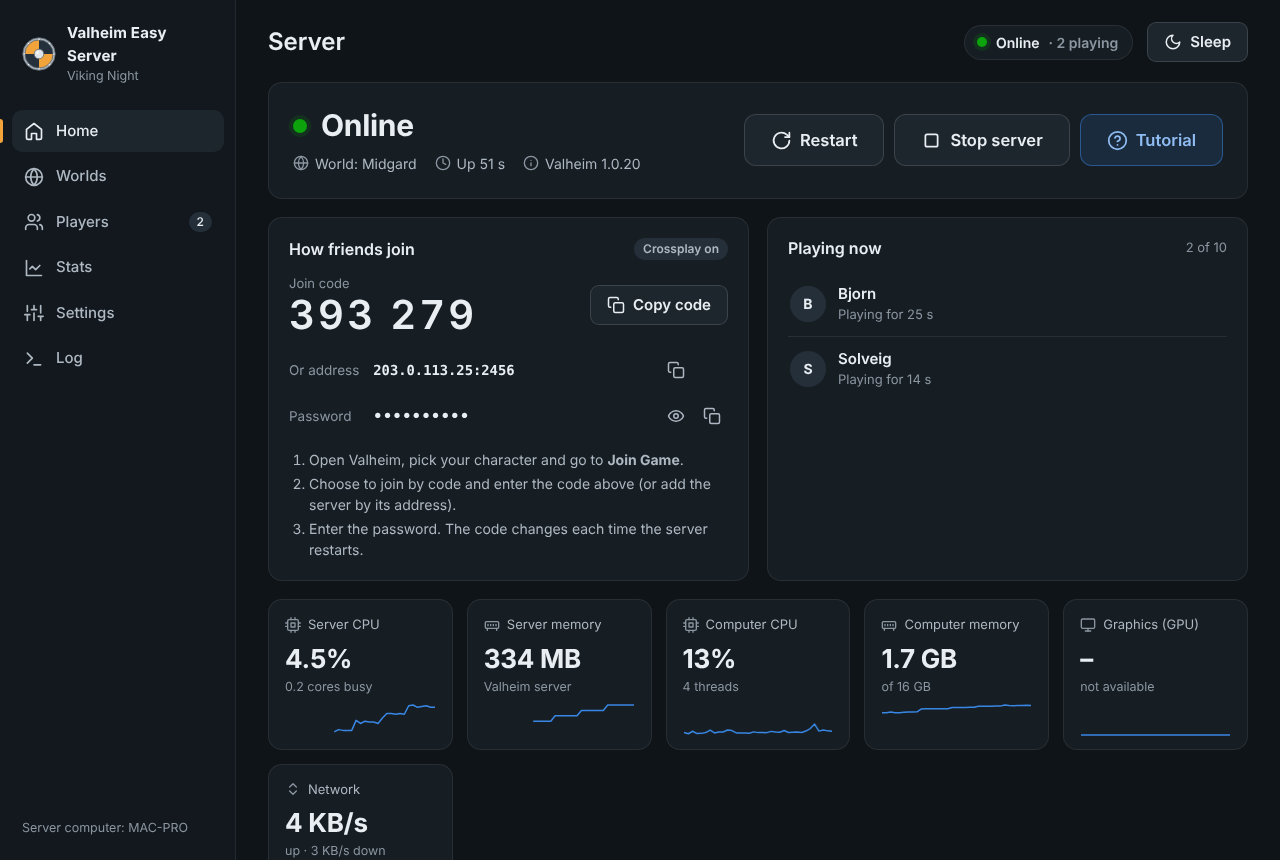 Valheim Easy
Server
Viking Night
Home
Worlds
Players 2
Stats
Settings
Log
Server computer: MAC-PRO
Server
Online · 2 playing
Sleep
Online
World: Midgard Up 51 s Valheim 1.0.20
Restart
Stop server
Tutorial
How friends join
Crossplay on
Join code
393 279
Copy code
Or address 203.0.113.25:2456
Password ••••••••••
1. Open Valheim, pick your character and go to Join Game.
2. Choose to join by code and enter the code above (or add the
server by its address).
3. Enter the password. The code changes each time the server
restarts.
Playing now
2 of 10
B
Bjorn
Playing for 25 s
S
Solveig
Playing for 14 s
Server CPU
4.5%
0.2 cores busy
Server memory
334 MB
Valheim server
Computer CPU
13%
4 threads
Computer memory
1.7 GB
of 16 GB
Graphics (GPU)
–
not available
Network
4 KB/s
up · 3 KB/s down